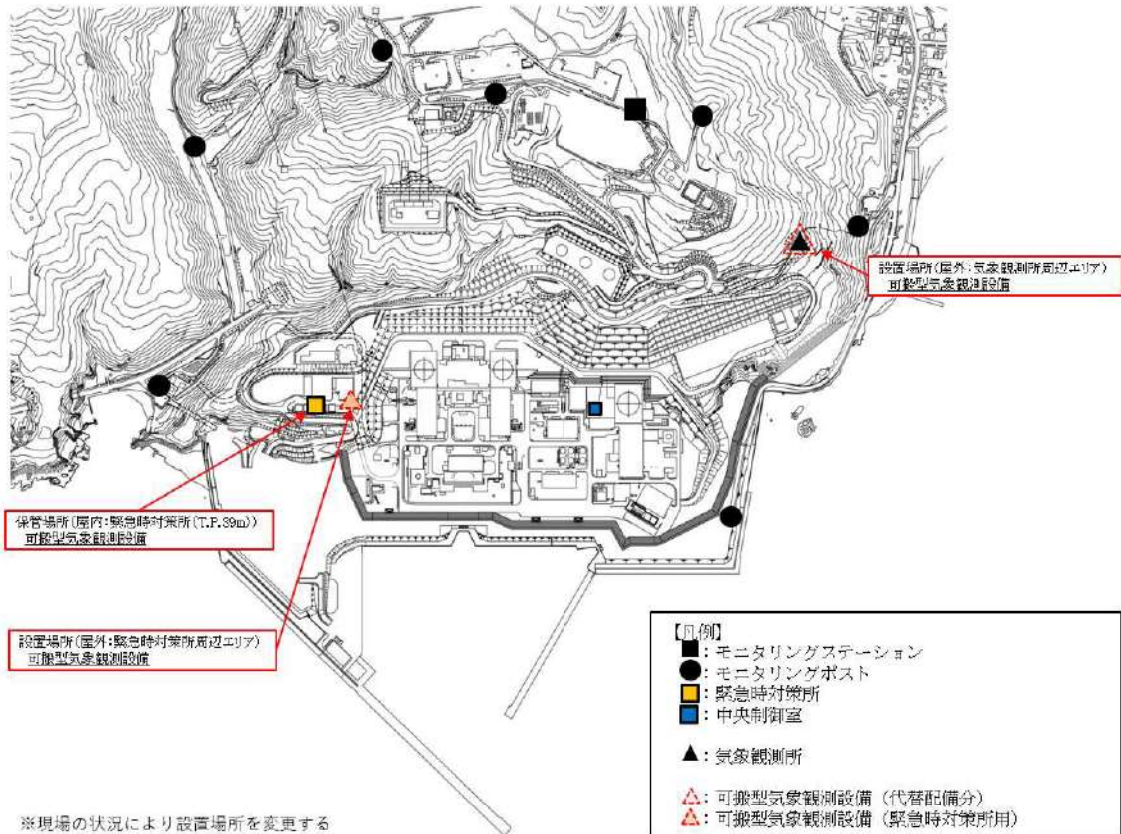 設置場所(屋外:気象観測所周辺エリア)
可搬型気象観測設備
保管場所(屋内:緊急時対策所(T.P.39m))
可搬型気象観測設備
設置場所(屋外:緊急時対策所周辺エリア)
可搬型気象観測設備
【凡例】
■:モニタリングステーション
●:モニタリングポスト
:緊急時対策所
:中央制御室
▲:気象観測所
:可搬型気象観測設備(代替配備分)
:可搬型気象観測設備(緊急時対策所用)
※現場の状況により設置場所を変更する